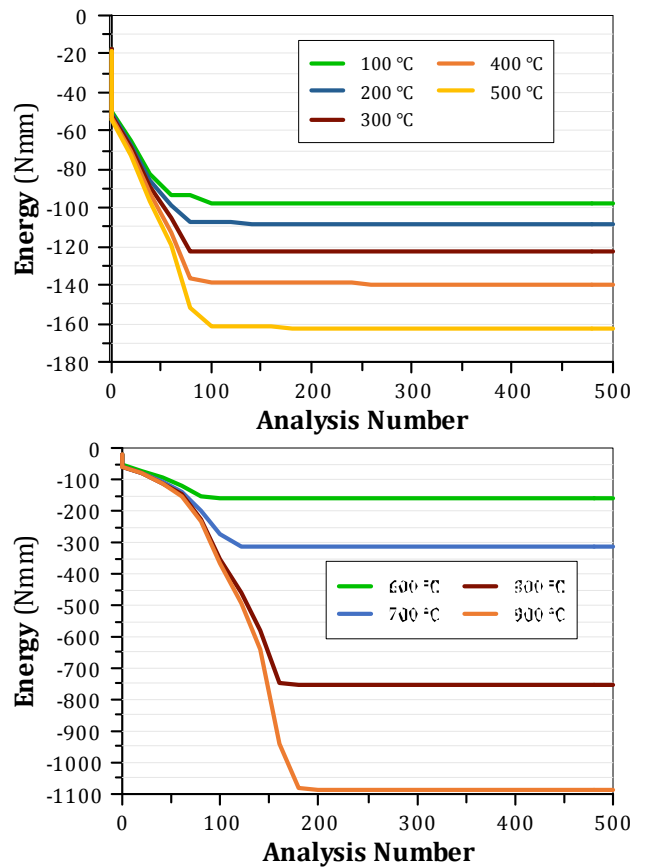 0
-20
-40
-60
-80
-100
-120
-140
-160
-180
Energy (Nmm)
100 °C
400 °C
200 °C
500 °C
300 °C
0
100
200
300
400
500
Analysis Number
0
-100
-200
-300
-400
-500
-600
-700
-800
-900
-1000
-1100
Energy (Nmm)
600 °C
800 °C
700 °C
900 °C
0
100
200
300
400
500
Analysis Number